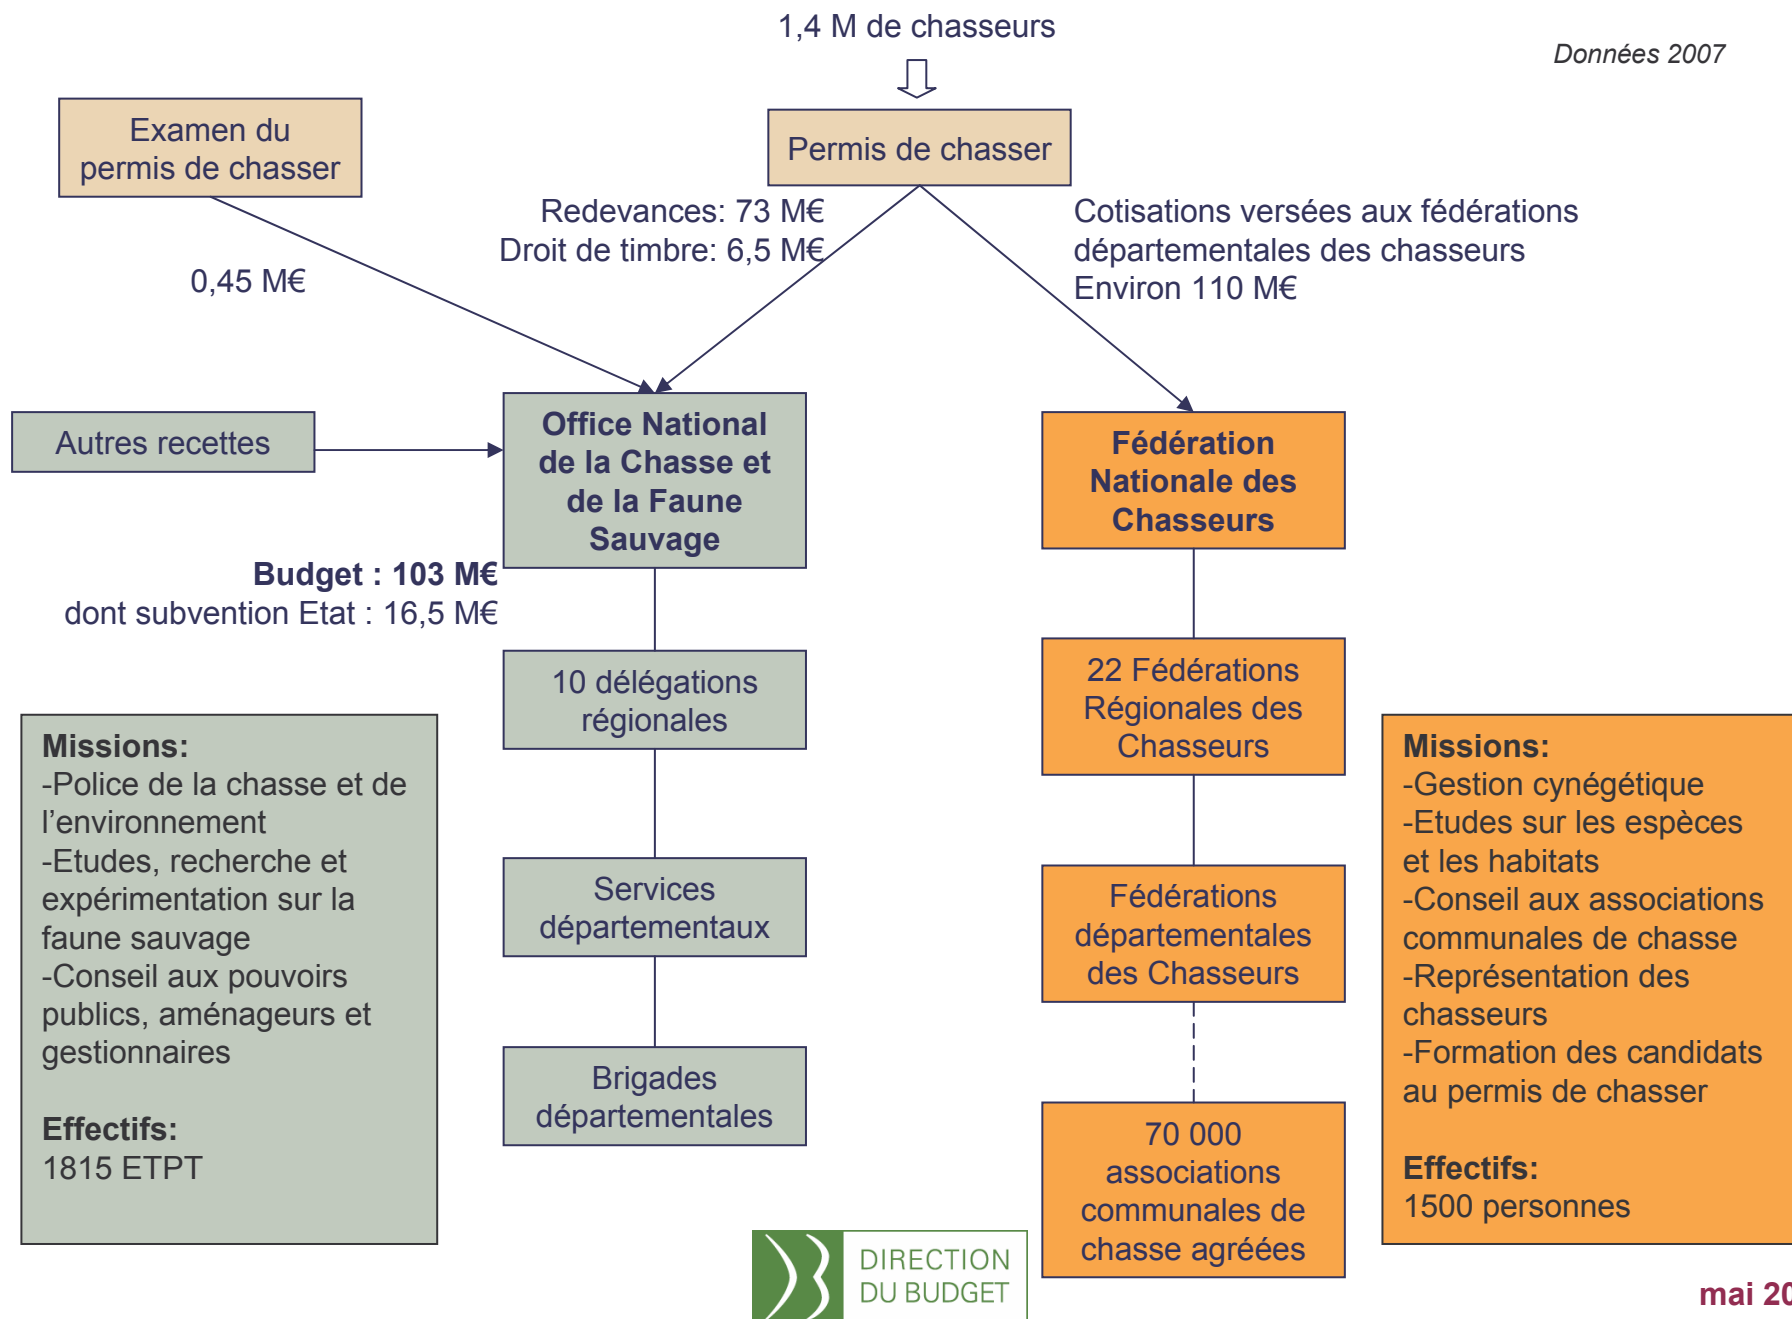 1,4 M de chasseurs
Données 2007
Examen du
permis de chasser
Permis de chasser
Redevances: 73 M€
Droit de timbre: 6,5 M€
Cotisations versées aux fédérations
départementales des chasseurs
Environ 110 M€
0,45 M€
Autres recettes
Office National
de la Chasse et
de la Faune
Sauvage
Fédération
Nationale des
Chasseurs
Budget : 103 M€
dont subvention Etat : 16,5 M€
10 délégations
régionales
22 Fédérations
Régionales des
Chasseurs
Missions:
-Police de la chasse et de
l’environnement
-Etudes, recherche et
expérimentation sur la
faune sauvage
-Conseil aux pouvoirs
publics, aménageurs et
gestionnaires
Effectifs:
1815 ETPT
Services
départementaux
Brigades
départementales
Fédérations
départementales
des Chasseurs
70 000
associations
communales de
chasse agréées
Missions:
-Gestion cynégétique
-Etudes sur les espèces
et les habitats
-Conseil aux associations
communales de chasse
-Représentation des
chasseurs
-Formation des candidats
au permis de chasser
Effectifs:
1500 personnes
DIRECTION
DU BUDGET
mai 20